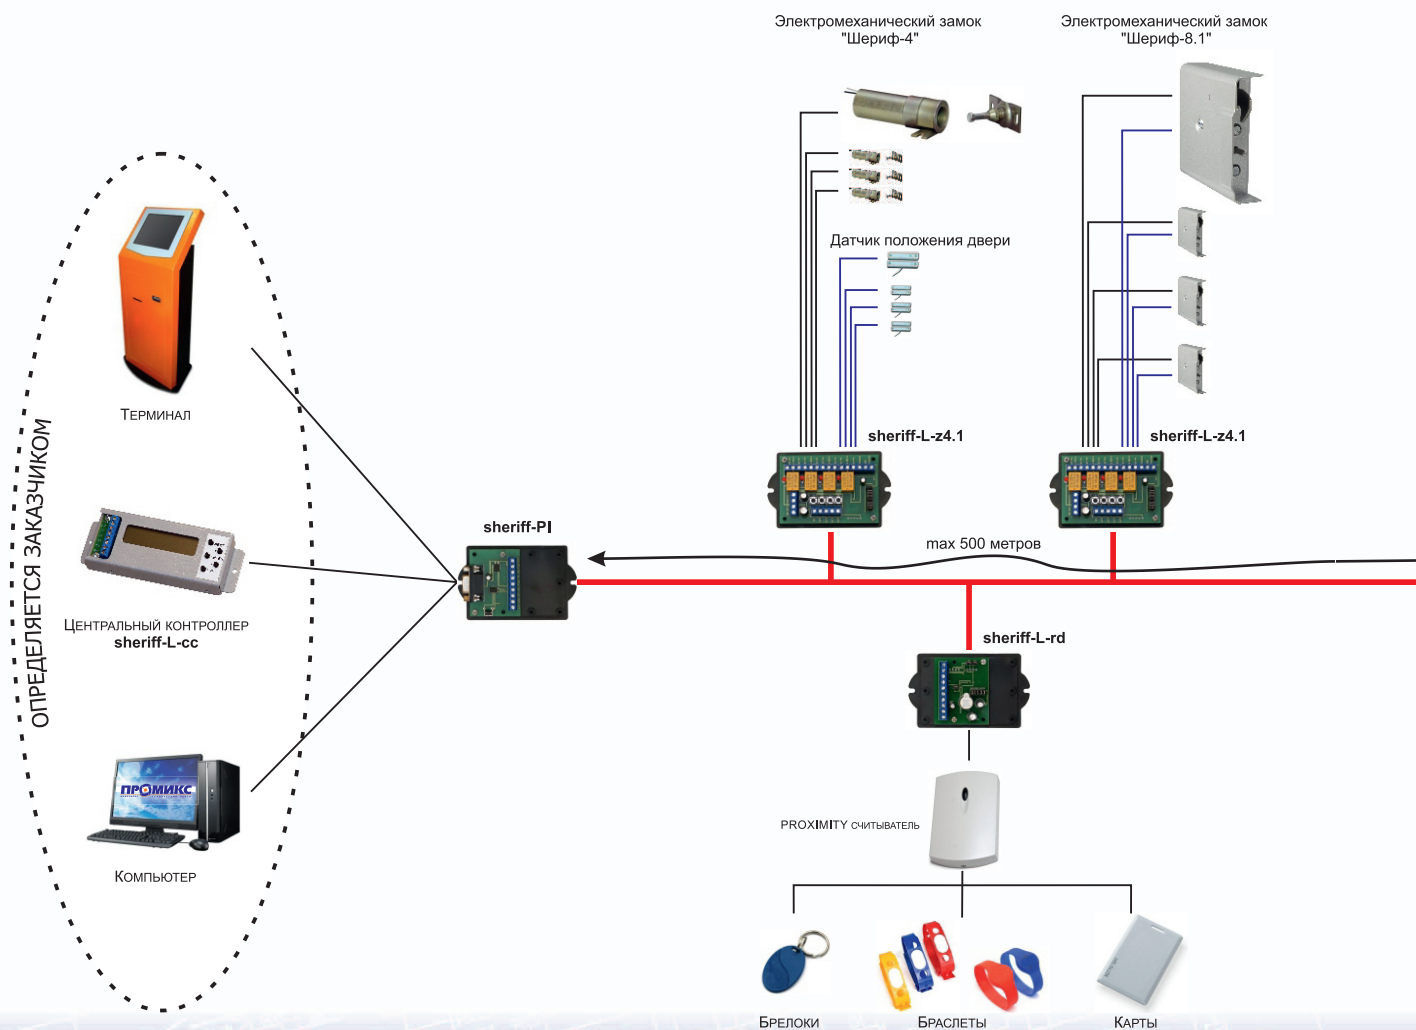 Электромеханический замок
"Шериф-4"
Электромеханический замок
"Шериф-8.1"
Датчик положения двери
ОПРЕДЕЛЯЕТСЯ ЗАКАЗЧИКОМ
Терминал
sheriff-L-z4.1
sheriff-L-z4.1
sheriff-PI
max 500 метров
Центральный контроллер
sheriff-L-cc
sheriff-L-rd
ПРОМИКС
PROXIMITY считыватель
Компьютер
Брелоки
Браслеты
Карты